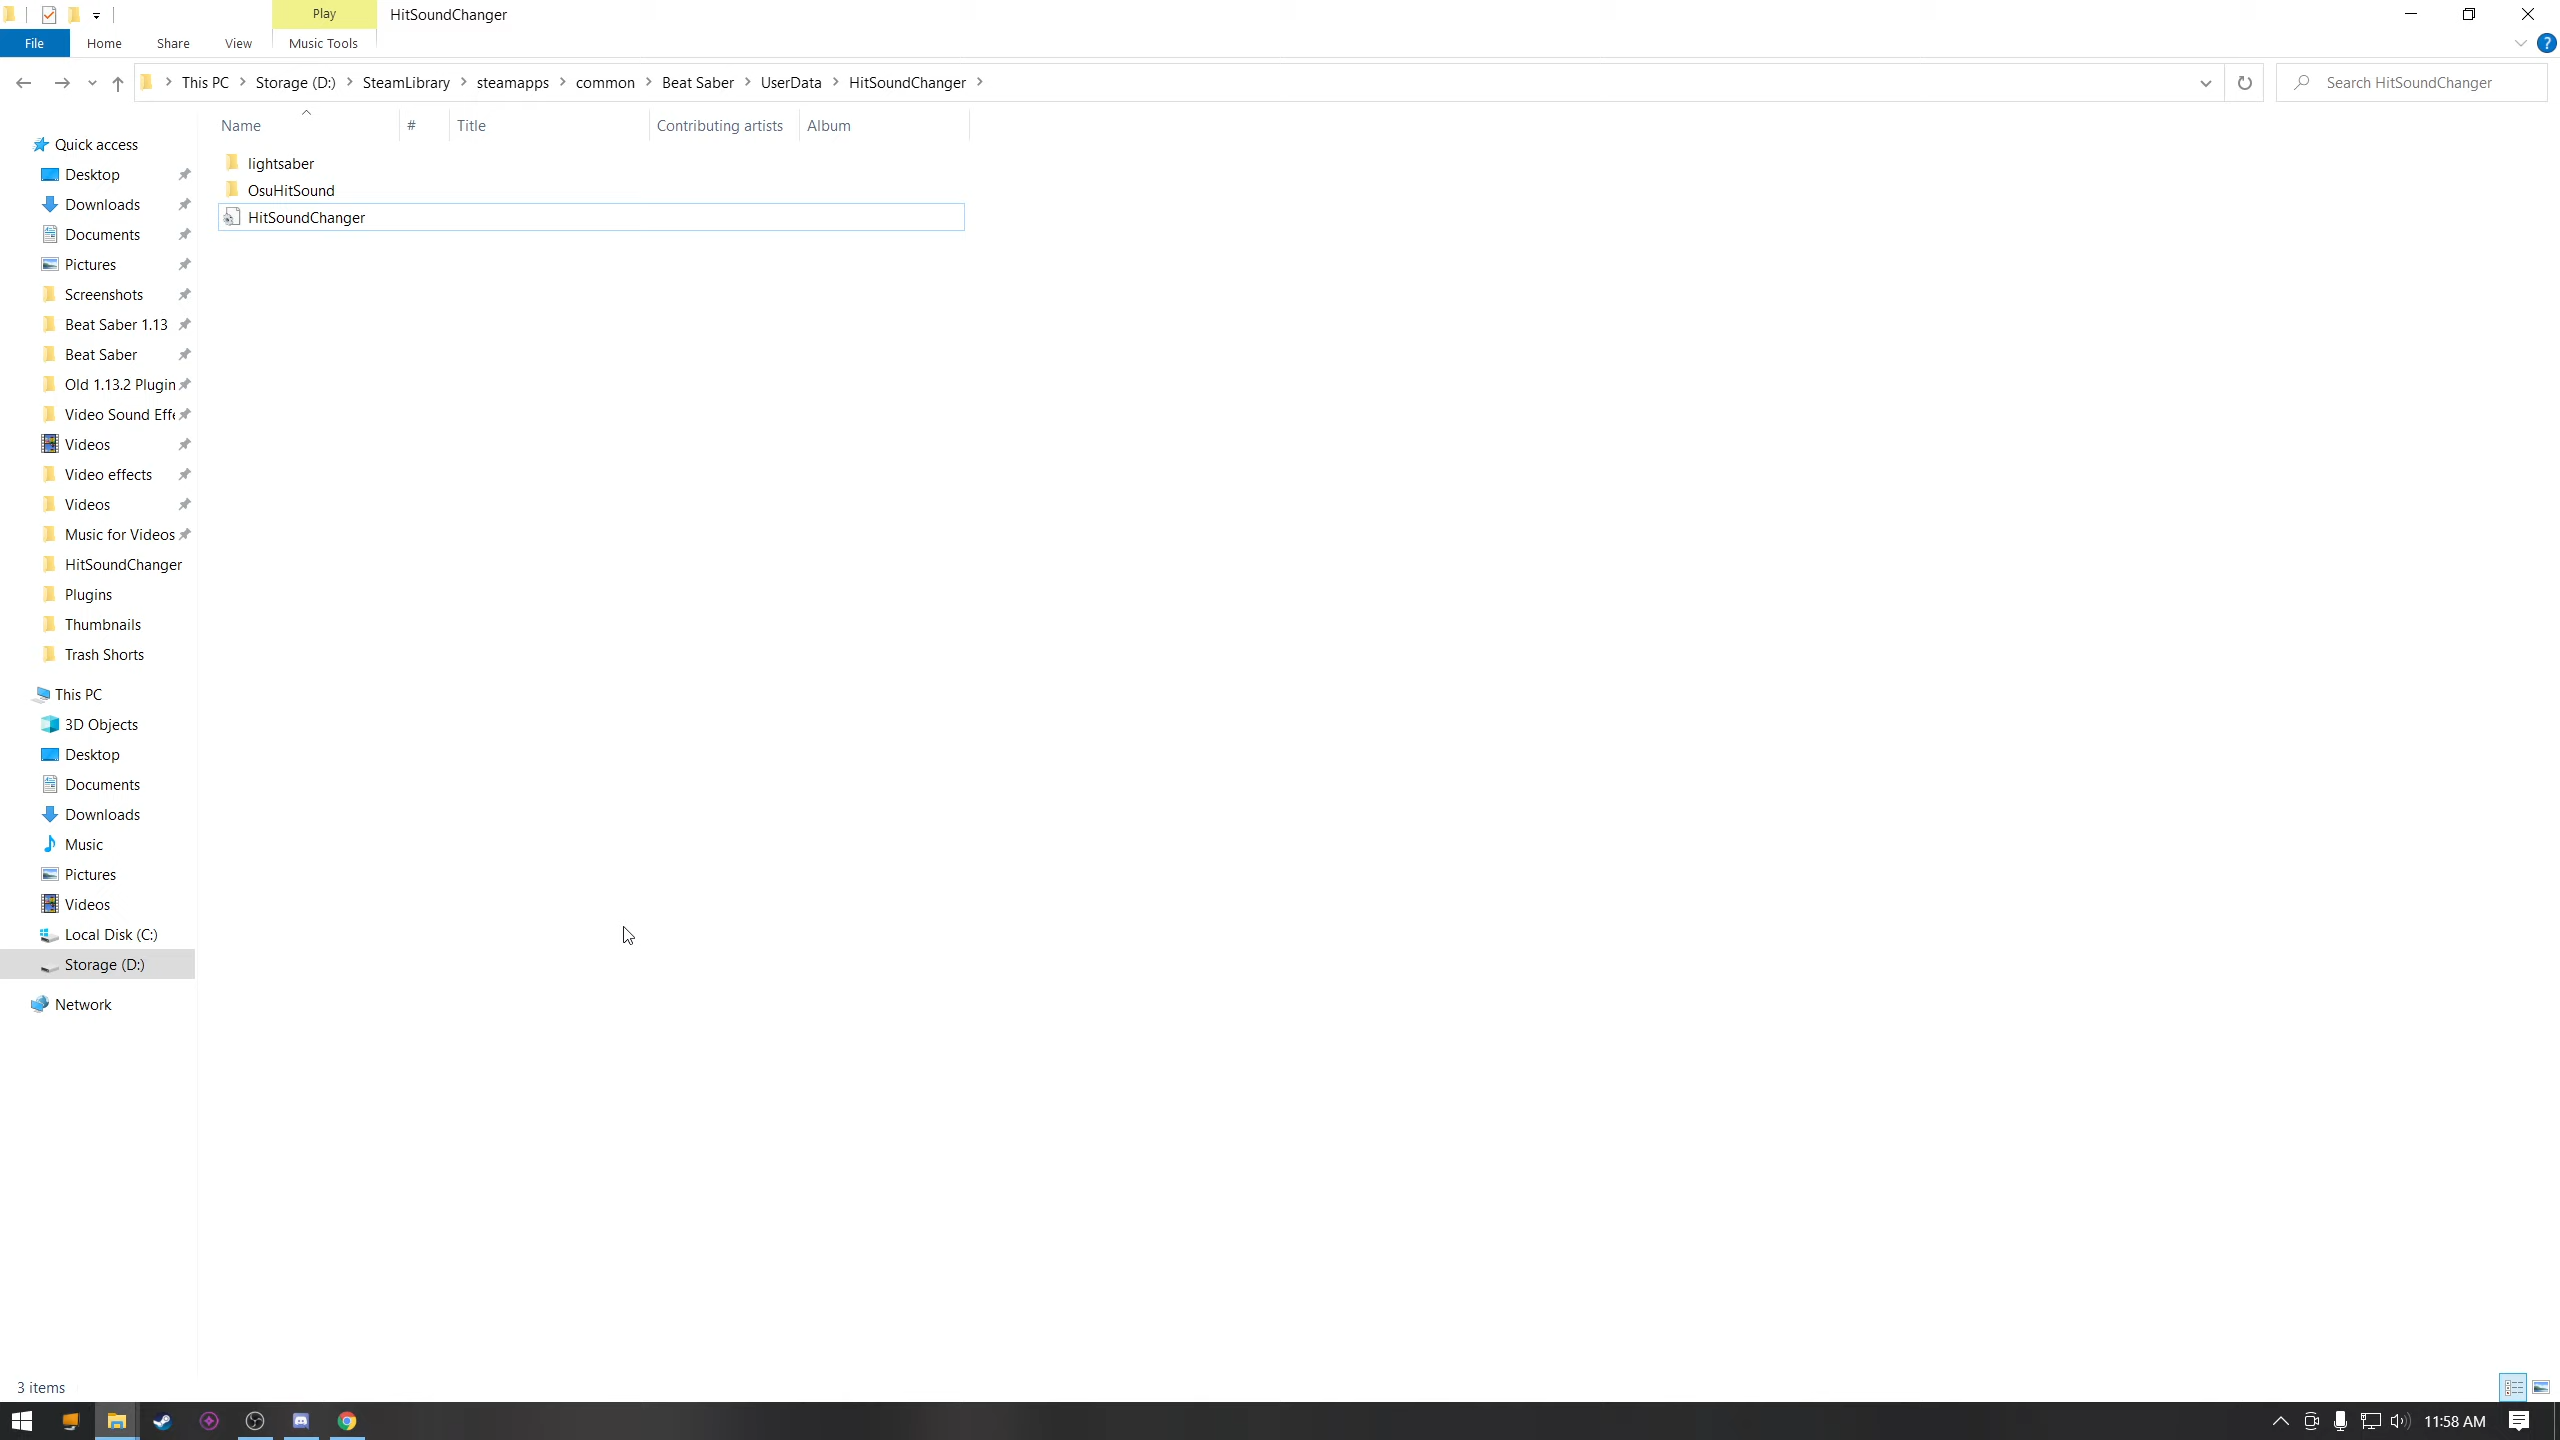 Play
HitSoundChanger
File
Home
Share
View
Music Tools
This PC
Storage (D:)
SteamLibrary
steamapps
common
Beat Saber
UserData
HitSoundChanger
Search HitSoundChanger
Name
#
Title
Contributing artists
Album
lightsaber
OsuHitSound
HitSoundChanger
Quick access
Desktop
Downloads
Documents
Pictures
Screenshots
Beat Saber 1.13
Beat Saber
Old 1.13.2 Plugin
Video Sound Effe
Videos
Video effects
Videos
Music for Videos
HitSoundChanger
Plugins
Thumbnails
Trash Shorts
This PC
3D Objects
Desktop
Documents
Downloads
Music
Pictures
Videos
Local Disk (C:)
Storage (D:)
Network
3 items
11:58 AM